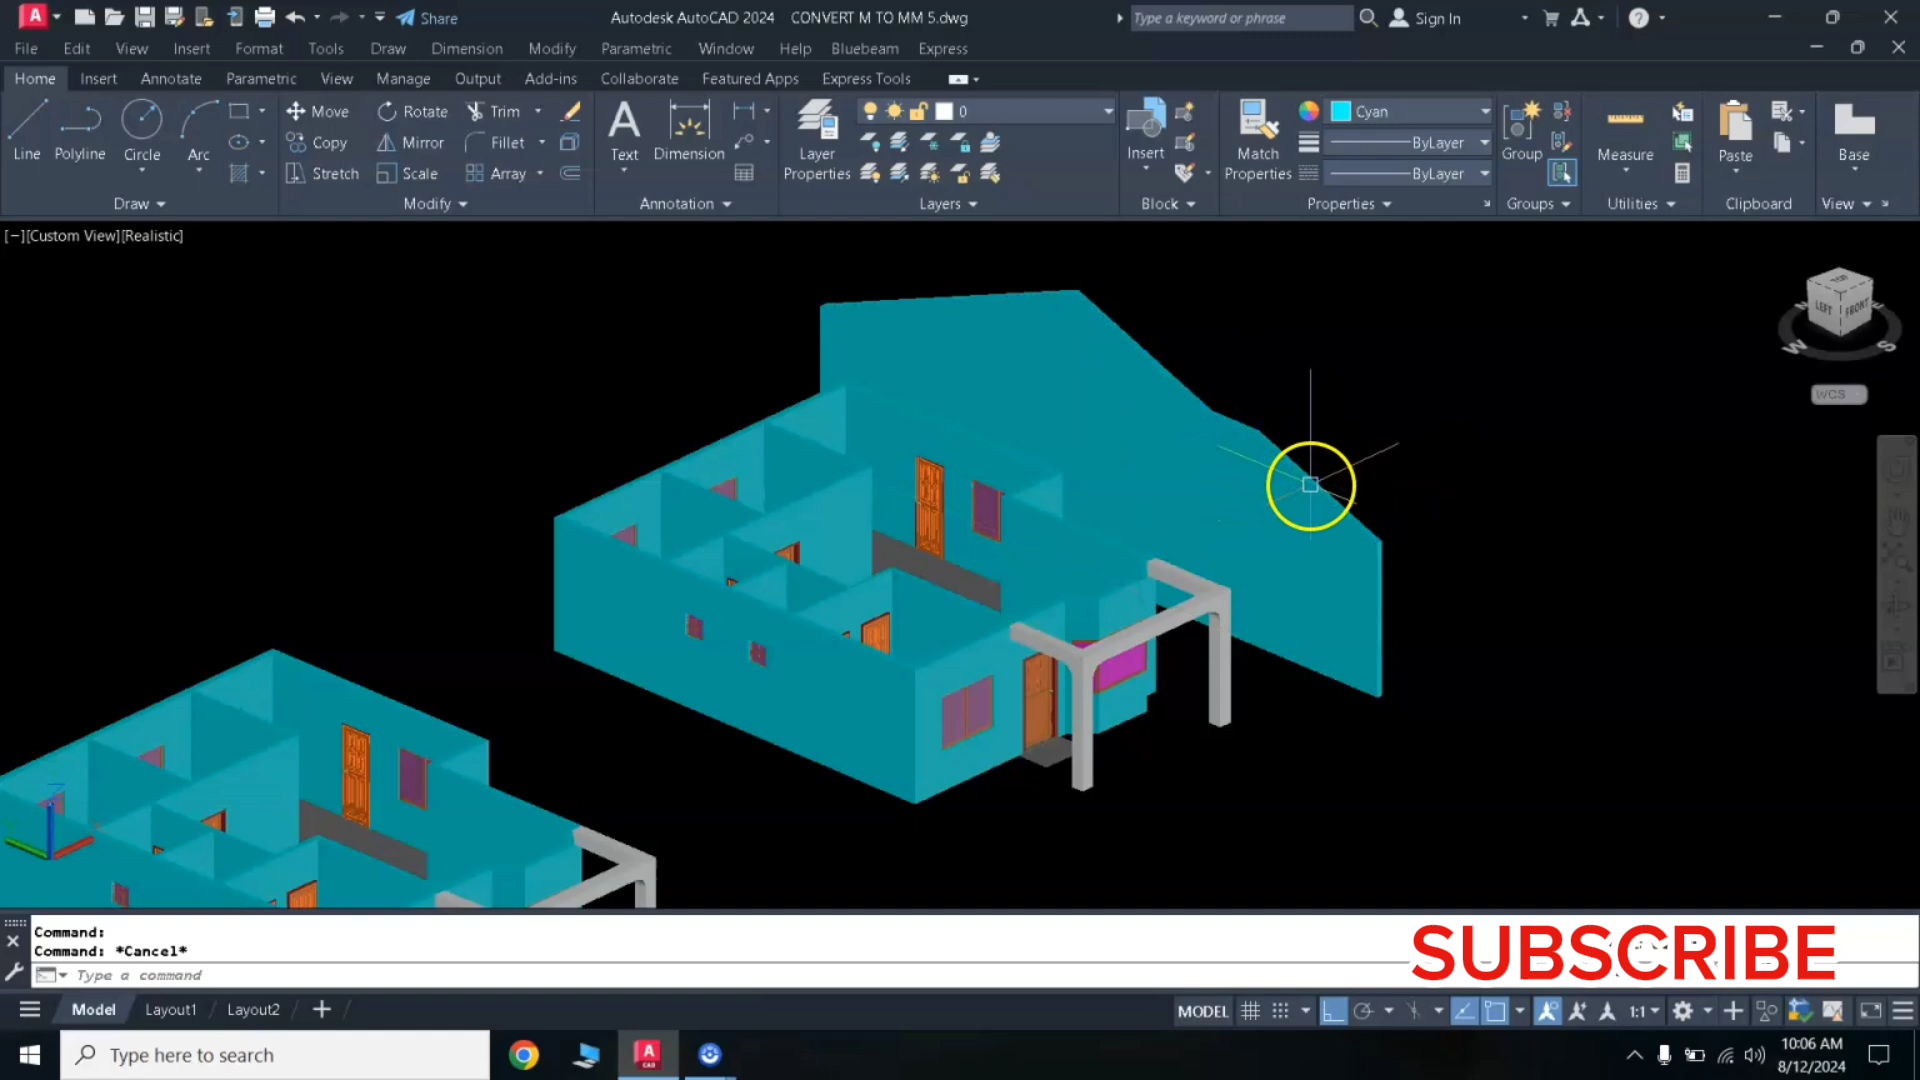 Share
Autodesk AutoCAD 2024 CONVERT M TO MM 5.dwg
Type a keyword or phrase
Sign In
File Edit View Insert Format Tools Draw Dimension Modify Parametric Window Help Bluebeam Express
Home Insert Annotate Parametric View Manage Output Add-ins Collaborate Featured Apps Express Tools
Line Polyline Circle Arc
Move Rotate Trim
Copy Mirror Fillet
Stretch Scale Array
Text Dimension
Layer Properties
0
Insert
Match Properties
Cyan
ByLayer
ByLayer
Group
Measure
Paste
Base
Draw Modify Annotation Layers Block Properties Groups Utilities Clipboard View
[−][Custom View][Realistic]
TOP
LEFT FRONT
W S
WCS
Command:
Command: *Cancel*
Type a command
SUBSCRIBE
Model Layout1 Layout2
MODEL 1:1
Type here to search
A CAD
10:06 AM
8/12/2024